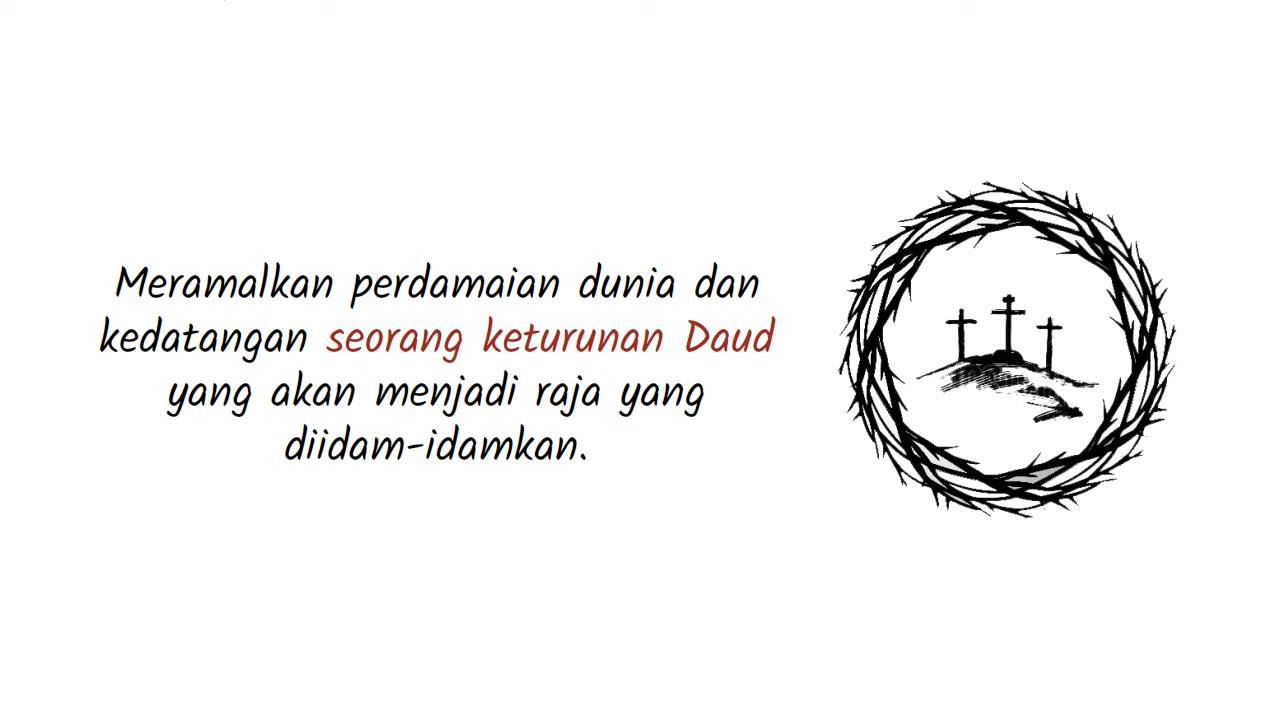 Meramalkan perdamaian dunia dan
kedatangan seorang keturunan Daud
yang akan menjadi raja yang
diidam-idamkan.